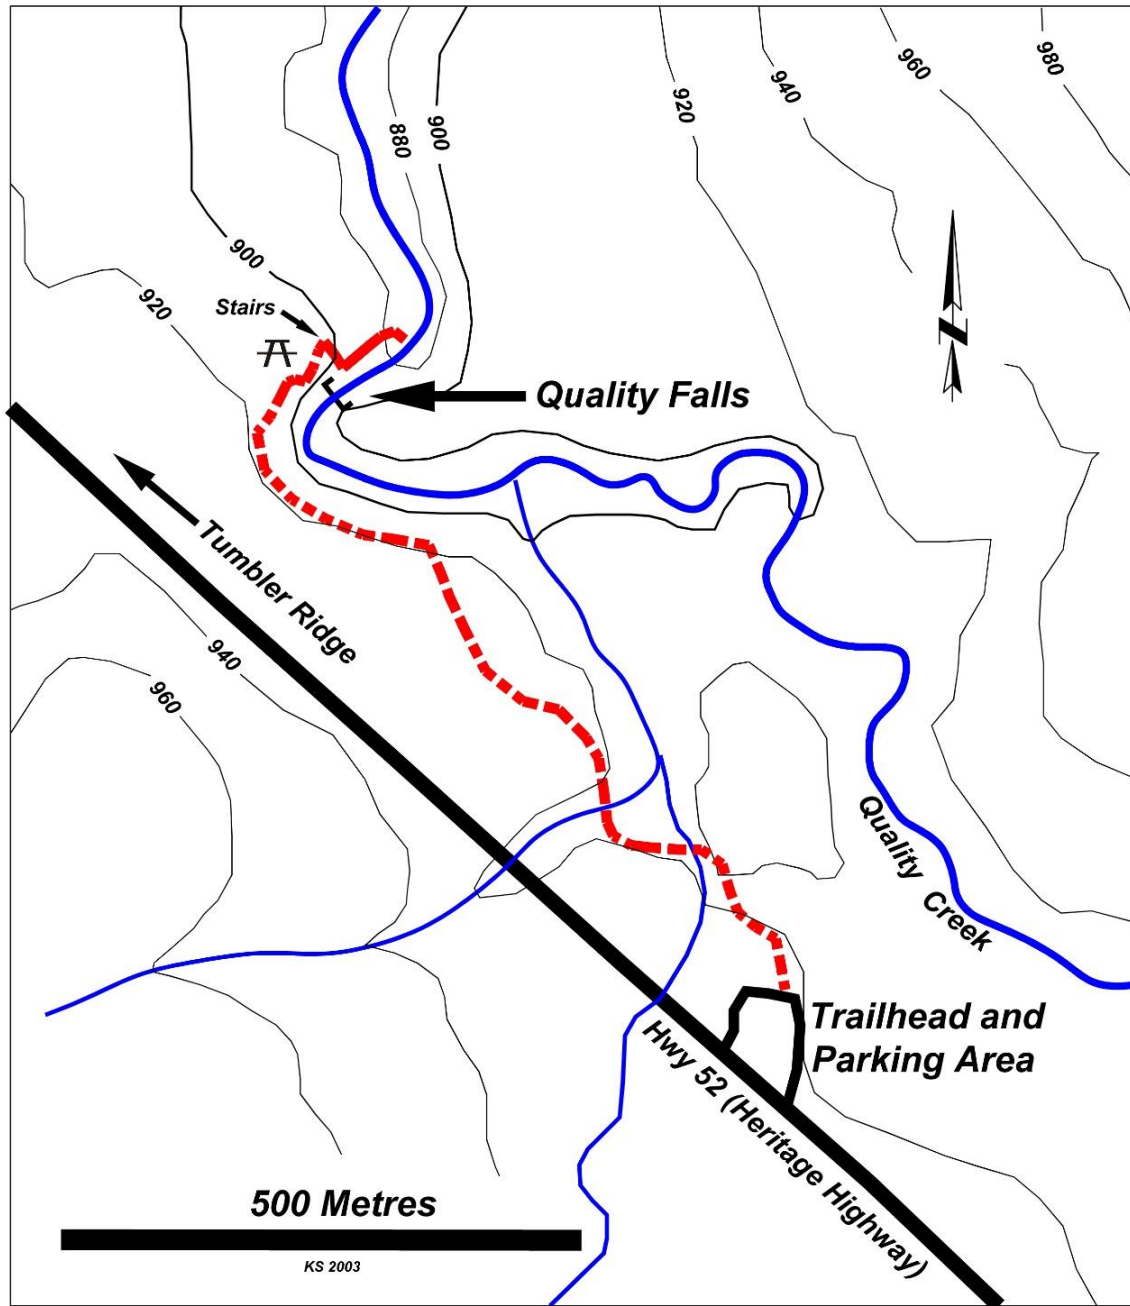 980
960
940
920
900
880
900
920
Stairs
Quality Falls
N
Tumbler Ridge
940
960
Quality Creek
Trailhead and
Parking Area
Hwy 52 (Heritage Highway)
500 Metres
KS 2003